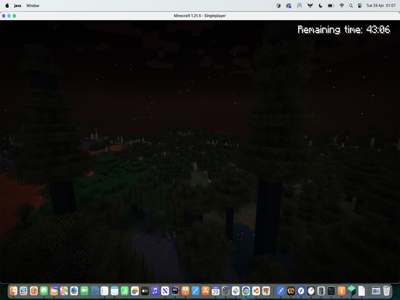 java Window
Tue 29 Apr 01:07
Minecraft 1.21.5 - Singleplayer
Remaining time: 43:06